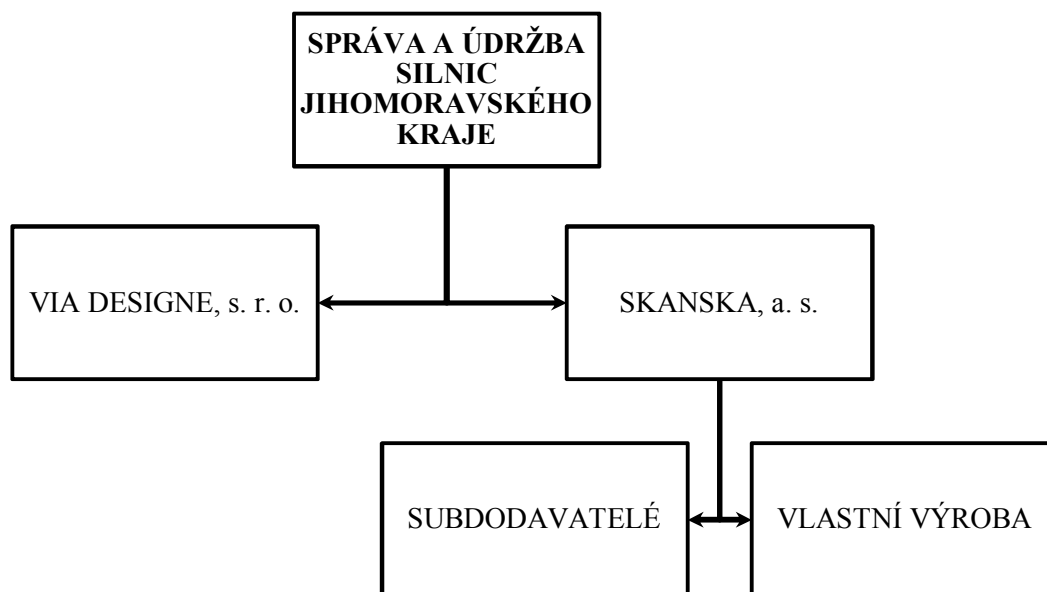 SPRÁVA A ÚDRŽBA
SILNIC
JIHOMORAVSKÉHO
KRAJE
VIA DESIGNE, s. r. o.
SKANSKA, a. s.
SUBDODAVATELÉ
VLASTNÍ VÝROBA